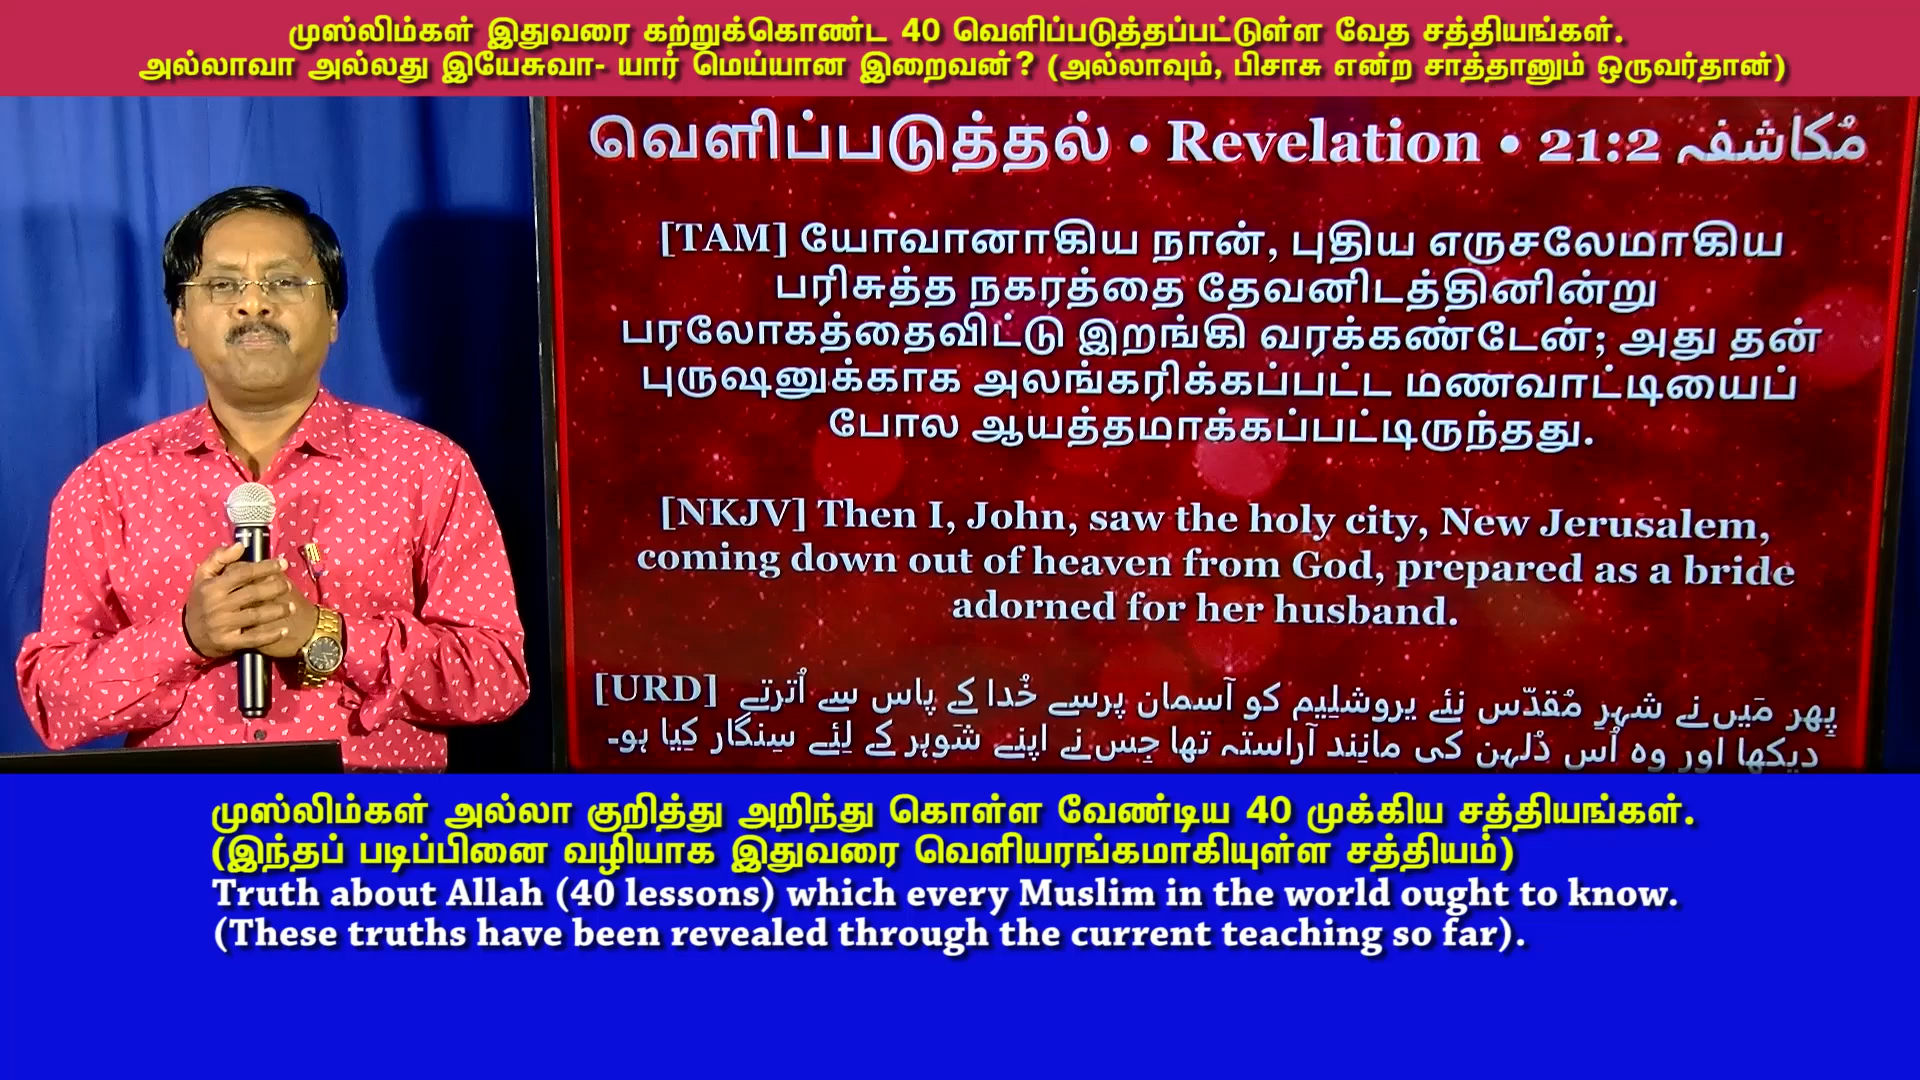 முஸ்லிம்கள் இதுவரை கற்றுக்கொண்ட 40 வெளிப்படுத்தப்பட்டுள்ள வேத சத்தியங்கள்.
அல்லாவா அல்லது இயேசுவா- யார் மெய்யான இறைவன்? (அல்லாவும், பிசாசு என்ற சாத்தானும் ஒருவர்தான்)
வெளிப்படுத்தல் • Revelation • 21:2 مُکاشفہ
[TAM] யோவானாகிய நான், புதிய எருசலேமாகிய
பரிசுத்த நகரத்தை தேவனிடத்தினின்று
பரலோகத்தைவிட்டு இறங்கி வரக்கண்டேன்; அது தன்
புருஷனுக்காக அலங்கரிக்கப்பட்ட மணவாட்டியைப்
போல ஆயத்தமாக்கப்பட்டிருந்தது.
[NKJV] Then I, John, saw the holy city, New Jerusalem,
coming down out of heaven from God, prepared as a bride
adorned for her husband.
[URD] پِھر مَیں نے شہرِ مُقدّس نئے یروشلِیم کو آسمان پر سے خُدا کے پاس سے اُترتے
دیکھا اور وہ اُس دُلہن کی مانِند آراستہ تھا جِس نے اپنے شَوہر کے لِئے سِنگار کِیا ہو۔
முஸ்லிம்கள் அல்லா குறித்து அறிந்து கொள்ள வேண்டிய 40 முக்கிய சத்தியங்கள்.
(இந்தப் படிப்பினை வழியாக இதுவரை வெளியரங்கமாகியுள்ள சத்தியம்)
Truth about Allah (40 lessons) which every Muslim in the world ought to know.
(These truths have been revealed through the current teaching so far).